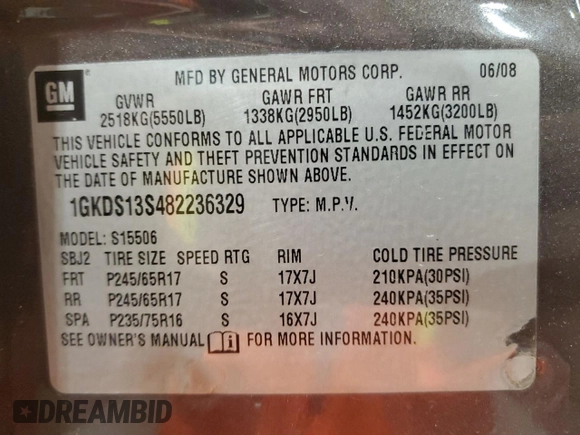 GM
MFD BY GENERAL MOTORS CORP. 06/08
GVWR GAWR FRT GAWR RR
2518KG(5550LB) 1338KG(2950LB) 1452KG(3200LB)
THIS VEHICLE CONFORMS TO ALL APPLICABLE U.S. FEDERAL MOTOR
VEHICLE SAFETY AND THEFT PREVENTION STANDARDS IN EFFECT ON
THE DATE OF MANUFACTURE SHOWN ABOVE.
1GKDS13S482236329 TYPE: M.P.V.
MODEL: S15506
SBJ2 TIRE SIZE SPEED RTG RIM COLD TIRE PRESSURE
FRT P245/65R17 S 17X7J 210KPA(30PSI)
RR P245/65R17 S 17X7J 240KPA(35PSI)
SPA P235/75R16 S 16X7J 240KPA(35PSI)
SEE OWNER'S MANUAL FOR MORE INFORMATION.
DREAMBID